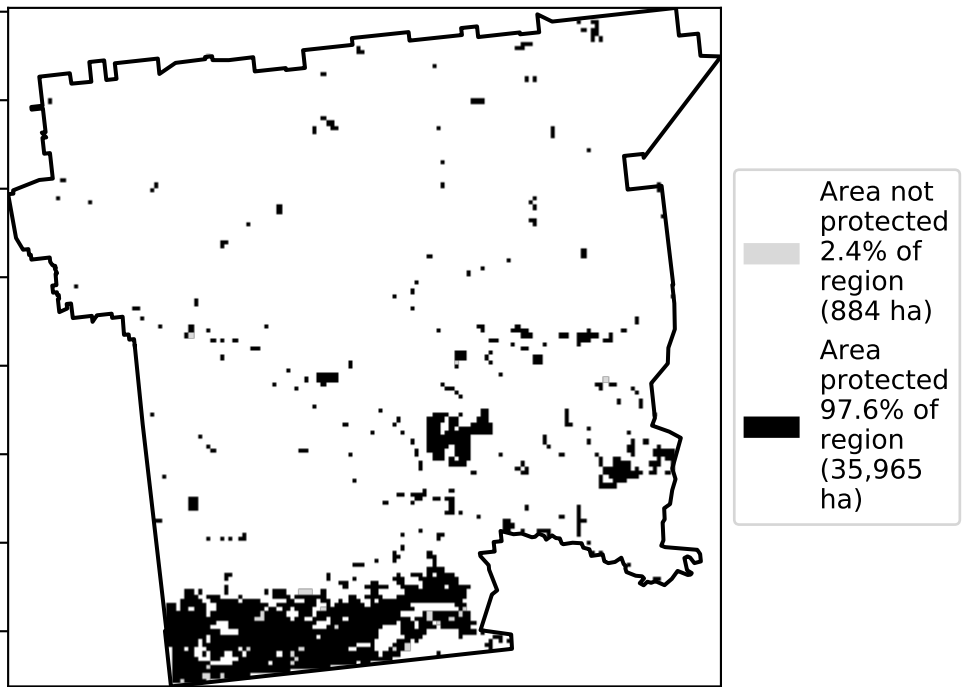 Area not
protected
2.4% of
region
(884 ha)
Area
protected
97.6% of
region
(35,965
ha)